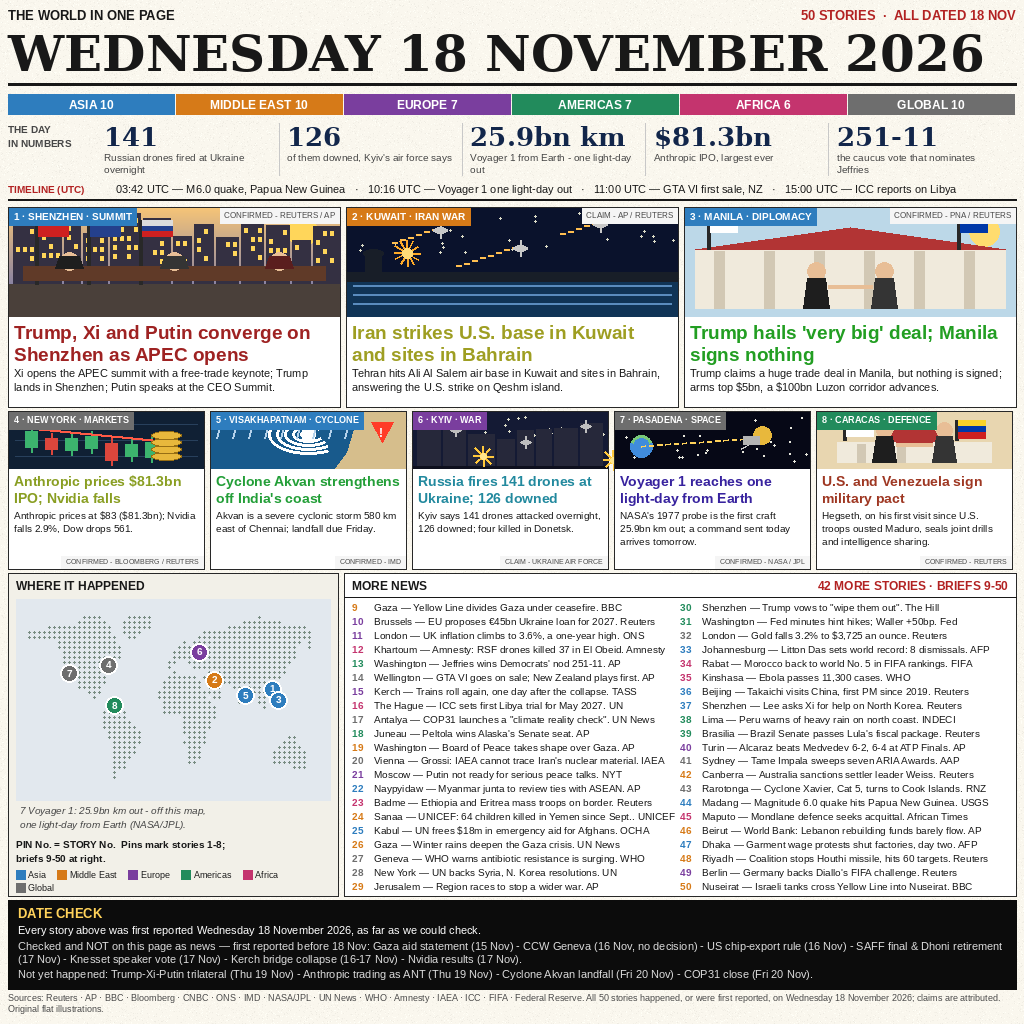 THE WORLD IN ONE PAGE
50 STORIES · ALL DATED 18 NOV
WEDNESDAY 18 NOVEMBER 2026
ASIA 10
MIDDLE EAST 10
EUROPE 7
AMERICAS 7
AFRICA 6
GLOBAL 10
THE DAY
IN NUMBERS
141
Russian drones fired at Ukraine
overnight
126
of them downed, Kyiv's air force says
25.9bn km
Voyager 1 from Earth - one light-day
out
$81.3bn
Anthropic IPO, largest ever
251-11
the caucus vote that nominates
Jeffries
TIMELINE (UTC)
03:42 UTC — M6.0 quake, Papua New Guinea · 10:16 UTC — Voyager 1 one light-day out · 11:00 UTC — GTA VI first sale, NZ · 15:00 UTC — ICC reports on Libya
1 · SHENZHEN · SUMMIT
CONFIRMED - REUTERS / AP
Trump, Xi and Putin converge on
Shenzhen as APEC opens
Xi opens the APEC summit with a free-trade keynote; Trump
lands in Shenzhen; Putin speaks at the CEO Summit.
2 · KUWAIT · IRAN WAR
CLAIM - AP / REUTERS
Iran strikes U.S. base in Kuwait
and sites in Bahrain
Tehran hits Ali Al Salem air base in Kuwait and sites in Bahrain,
answering the U.S. strike on Qeshm island.
3 · MANILA · DIPLOMACY
CONFIRMED - PNA / REUTERS
Trump hails 'very big' deal; Manila
signs nothing
Trump claims a huge trade deal in Manila, but nothing is signed;
arms top $5bn, a $100bn Luzon corridor advances.
4 · NEW YORK · MARKETS
Anthropic prices $81.3bn
IPO; Nvidia falls
Anthropic prices at $83 ($81.3bn); Nvidia
falls 2.9%, Dow drops 561.
CONFIRMED - BLOOMBERG / REUTERS
5 · VISAKHAPATNAM · CYCLONE
!
Cyclone Akvan strengthens
off India's coast
Akvan is a severe cyclonic storm 580 km
east of Chennai; landfall due Friday.
CONFIRMED - IMD
6 · KYIV · WAR
Russia fires 141 drones at
Ukraine; 126 downed
Kyiv says 141 drones attacked overnight,
126 downed; four killed in Donetsk.
CLAIM - UKRAINE AIR FORCE
7 · PASADENA · SPACE
Voyager 1 reaches one
light-day from Earth
NASA's 1977 probe is the first craft
25.9bn km out; a command sent today
arrives tomorrow.
CONFIRMED - NASA / JPL
8 · CARACAS · DEFENCE
U.S. and Venezuela sign
military pact
Hegseth, on his first visit since U.S.
troops ousted Maduro, seals joint drills
and intelligence sharing.
CONFIRMED - REUTERS
WHERE IT HAPPENED
7
4
6
2
8
5
1
3
7 Voyager 1: 25.9bn km out - off this map,
one light-day from Earth (NASA/JPL).
PIN No. = STORY No. Pins mark stories 1-8;
briefs 9-50 at right.
Asia Middle East Europe Americas Africa
Global
MORE NEWS
42 MORE STORIES · BRIEFS 9-50
9 Gaza — Yellow Line divides Gaza under ceasefire. BBC
10 Brussels — EU proposes €45bn Ukraine loan for 2027. Reuters
11 London — UK inflation climbs to 3.6%, a one-year high. ONS
12 Khartoum — Amnesty: RSF drones killed 37 in El Obeid. Amnesty
13 Washington — Jeffries wins Democrats' nod 251-11. AP
14 Wellington — GTA VI goes on sale; New Zealand plays first. AP
15 Kerch — Trains roll again, one day after the collapse. TASS
16 The Hague — ICC sets first Libya trial for May 2027. UN
17 Antalya — COP31 launches a "climate reality check". UN News
18 Juneau — Peltola wins Alaska's Senate seat. AP
19 Washington — Board of Peace takes shape over Gaza. AP
20 Vienna — Grossi: IAEA cannot trace Iran's nuclear material. IAEA
21 Moscow — Putin not ready for serious peace talks. NYT
22 Naypyidaw — Myanmar junta to review ties with ASEAN. AP
23 Badme — Ethiopia and Eritrea mass troops on border. Reuters
24 Sanaa — UNICEF: 64 children killed in Yemen since Sept.. UNICEF
25 Kabul — UN frees $18m in emergency aid for Afghans. OCHA
26 Gaza — Winter rains deepen the Gaza crisis. UN News
27 Geneva — WHO warns antibiotic resistance is surging. WHO
28 New York — UN backs Syria, N. Korea resolutions. UN
29 Jerusalem — Region races to stop a wider war. AP
30 Shenzhen — Trump vows to "wipe them out". The Hill
31 Washington — Fed minutes hint hikes; Waller +50bp. Fed
32 London — Gold falls 3.2% to $3,725 an ounce. Reuters
33 Johannesburg — Litton Das sets world record: 8 dismissals. AFP
34 Rabat — Morocco back to world No. 5 in FIFA rankings. FIFA
35 Kinshasa — Ebola passes 11,300 cases. WHO
36 Beijing — Takaichi visits China, first PM since 2019. Reuters
37 Shenzhen — Lee asks Xi for help on North Korea. Reuters
38 Lima — Peru warns of heavy rain on north coast. INDECI
39 Brasilia — Brazil Senate passes Lula's fiscal package. Reuters
40 Turin — Alcaraz beats Medvedev 6-2, 6-4 at ATP Finals. AP
41 Sydney — Tame Impala sweeps seven ARIA Awards. AAP
42 Canberra — Australia sanctions settler leader Weiss. Reuters
43 Rarotonga — Cyclone Xavier, Cat 5, turns to Cook Islands. RNZ
44 Madang — Magnitude 6.0 quake hits Papua New Guinea. USGS
45 Maputo — Mondlane defence seeks acquittal. African Times
46 Beirut — World Bank: Lebanon rebuilding funds barely flow. AP
47 Dhaka — Garment wage protests shut factories, day two. AFP
48 Riyadh — Coalition stops Houthi missile, hits 60 targets. Reuters
49 Berlin — Germany backs Diallo's FIFA challenge. Reuters
50 Nuseirat — Israeli tanks cross Yellow Line into Nuseirat. BBC
DATE CHECK
Every story above was first reported Wednesday 18 November 2026, as far as we could check.
Checked and NOT on this page as news — first reported before 18 Nov: Gaza aid statement (15 Nov) - CCW Geneva (16 Nov, no decision) - US chip-export rule (16 Nov) - SAFF final & Dhoni retirement
(17 Nov) - Knesset speaker vote (17 Nov) - Kerch bridge collapse (16-17 Nov) - Nvidia results (17 Nov).
Not yet happened: Trump-Xi-Putin trilateral (Thu 19 Nov) - Anthropic trading as ANT (Thu 19 Nov) - Cyclone Akvan landfall (Fri 20 Nov) - COP31 close (Fri 20 Nov).
Sources: Reuters · AP · BBC · Bloomberg · CNBC · ONS · IMD · NASA/JPL · UN News · WHO · Amnesty · IAEA · ICC · FIFA · Federal Reserve. All 50 stories happened, or were first reported, on Wednesday 18 November 2026; claims are attributed.
Original flat illustrations.